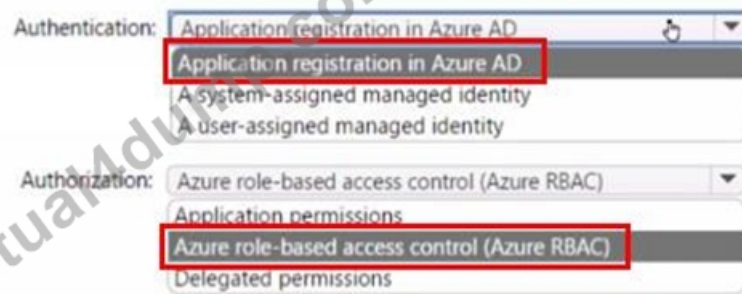 Authentication: Application registration in Azure AD
Application registration in Azure AD
A system-assigned managed identity
A user-assigned managed identity
Authorization: Azure role-based access control (Azure RBAC)
Application permissions
Azure role-based access control (Azure RBAC)
Delegated permissions